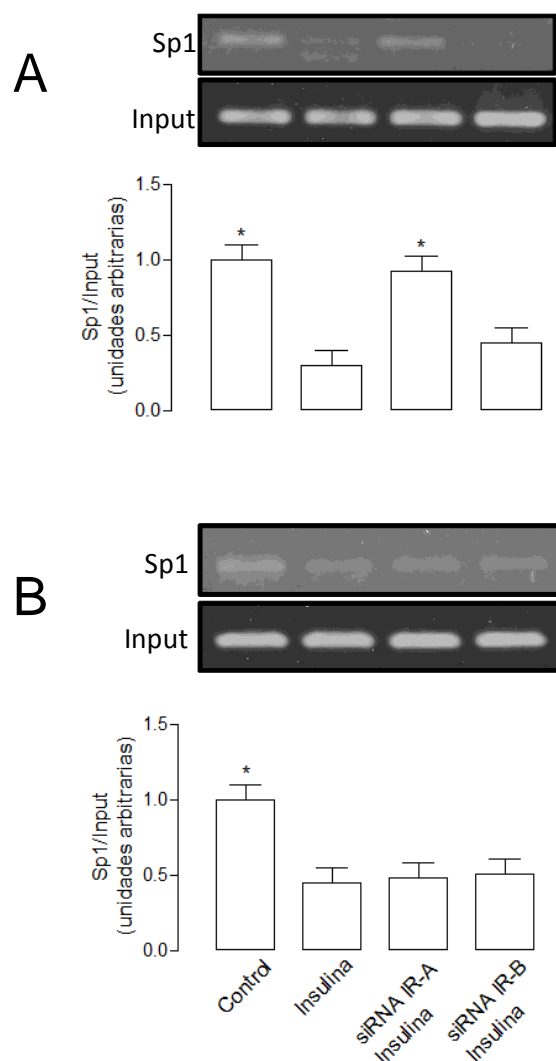 A
Sp1
Input
Sp1/Input
(unidades arbitrarias)
1.5
1.0
0.5
0.0
*
*
B
Sp1
Input
Sp1/Input
(unidades arbitrarias)
1.5
1.0
0.5
0.0
*
Control
Insulina
siRNA IR-A
Insulina
siRNA IR-B
Insulina